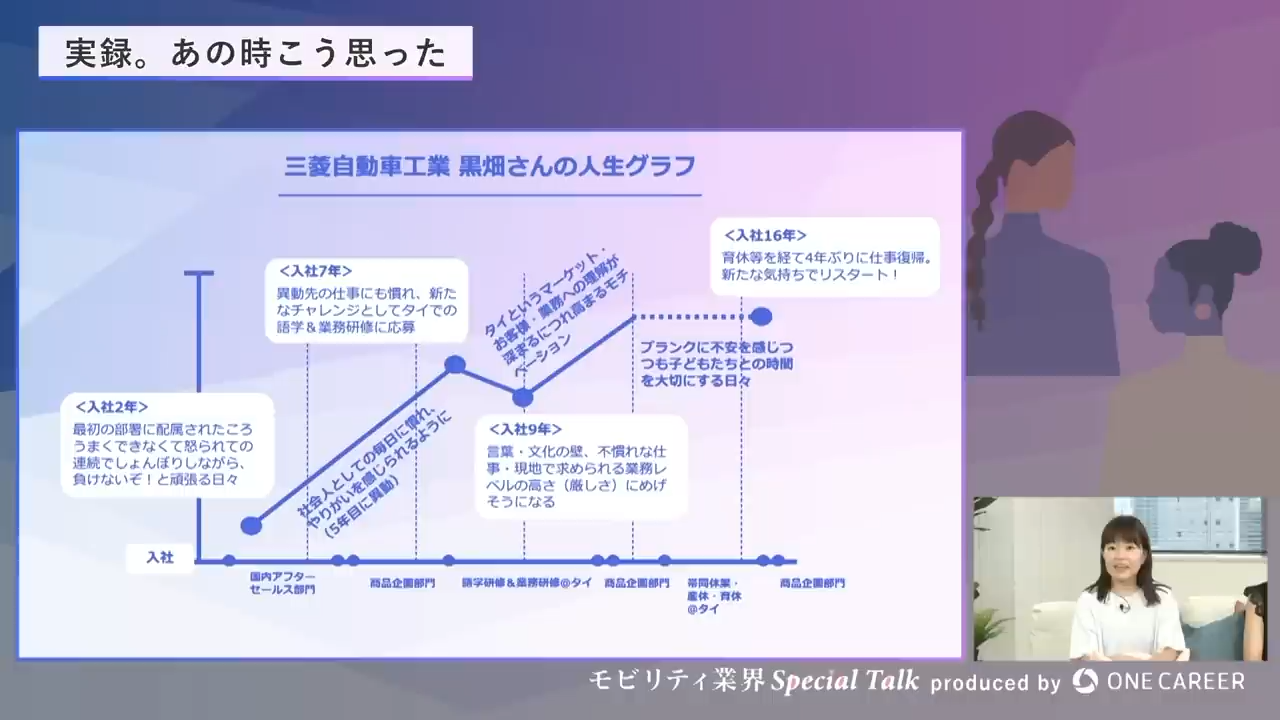 実録。あの時こう思った
三菱自動車工業 黒畑さんの人生グラフ
<入社16年>
育休等を経て4年ぶりに仕事復帰。
新たな気持ちでリスタート！
<入社7年>
異動先の仕事にも慣れ、新た
なチャレンジとしてタイでの
語学＆業務研修に応募
タイというマーケット・
お客様・業務への理解が
深まるにつれ高まるモチ
ベーション
ブランクに不安を感じつ
つも子どもたちとの時間
を大切にする日々
<入社2年>
最初の部署に配属されたころ
うまくできなくて怒られての
連続でしょんぼりしながら、
負けないぞ！と頑張る日々
社会人としての毎日に慣れ、
やりがいを感じられるように
(5年目に異動)
<入社9年>
言葉・文化の壁、不慣れな仕
事・現地で求められる業務レ
ベルの高さ（厳しさ）にめげ
そうになる
入社
国内アフター
セールス部門
商品企画部門
語学研修＆業務研修@タイ
商品企画部門
帯同休業・
産休・育休
@タイ
商品企画部門
モビリティ業界 Special Talk produced by ONE CAREER